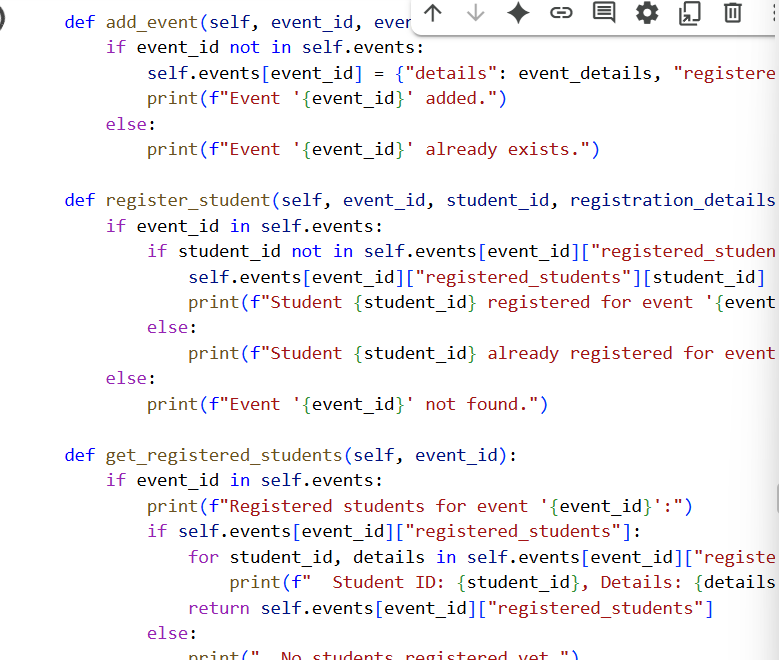 def add_event(self, event_id,
if event_id not in self.events:
self.events[event_id] = {"details": event_details, "registere
print(f"Event '{event_id}' added.")
else:
print(f"Event '{event_id}' already exists.")
def register_student(self, event_id, student_id, registration_details
if event_id in self.events:
if student_id not in self.events[event_id]["registered_studen
self.events[event_id]["registered_students"][student_id]
print(f"Student {student_id} registered for event '{event
else:
print(f"Student {student_id} already registered for event
else:
print(f"Event '{event_id}' not found.")
def get_registered_students(self, event_id):
if event_id in self.events:
print(f"Registered students for event '{event_id}':")
if self.events[event_id]["registered_students"]:
for student_id, details in self.events[event_id]["registe
print(f"  Student ID: {student_id}, Details: {details
return self.events[event_id]["registered_students"]
else:
print("  No students registered yet.")